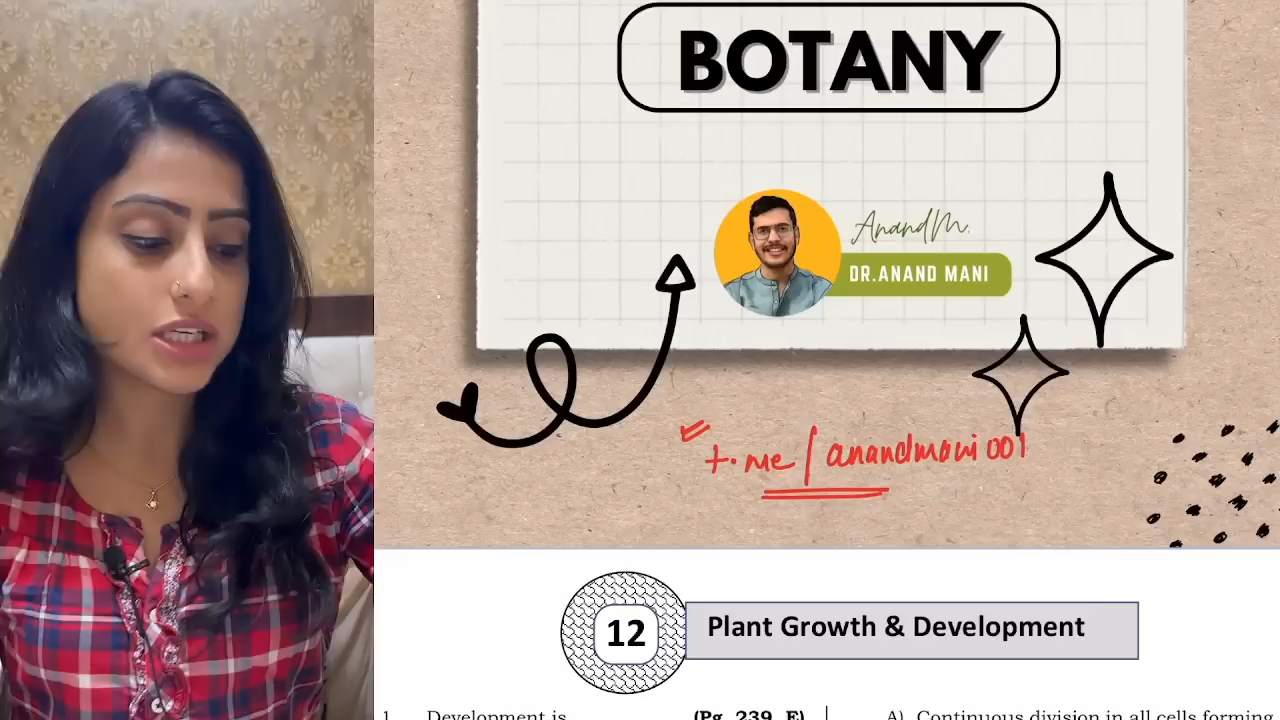 BOTANY
AnandM.
DR.ANAND MANI
t.me/anandmani001
12
Plant Growth & Development
1. Development is (Pg. 239, E)
A) Continuous division in all cells forming